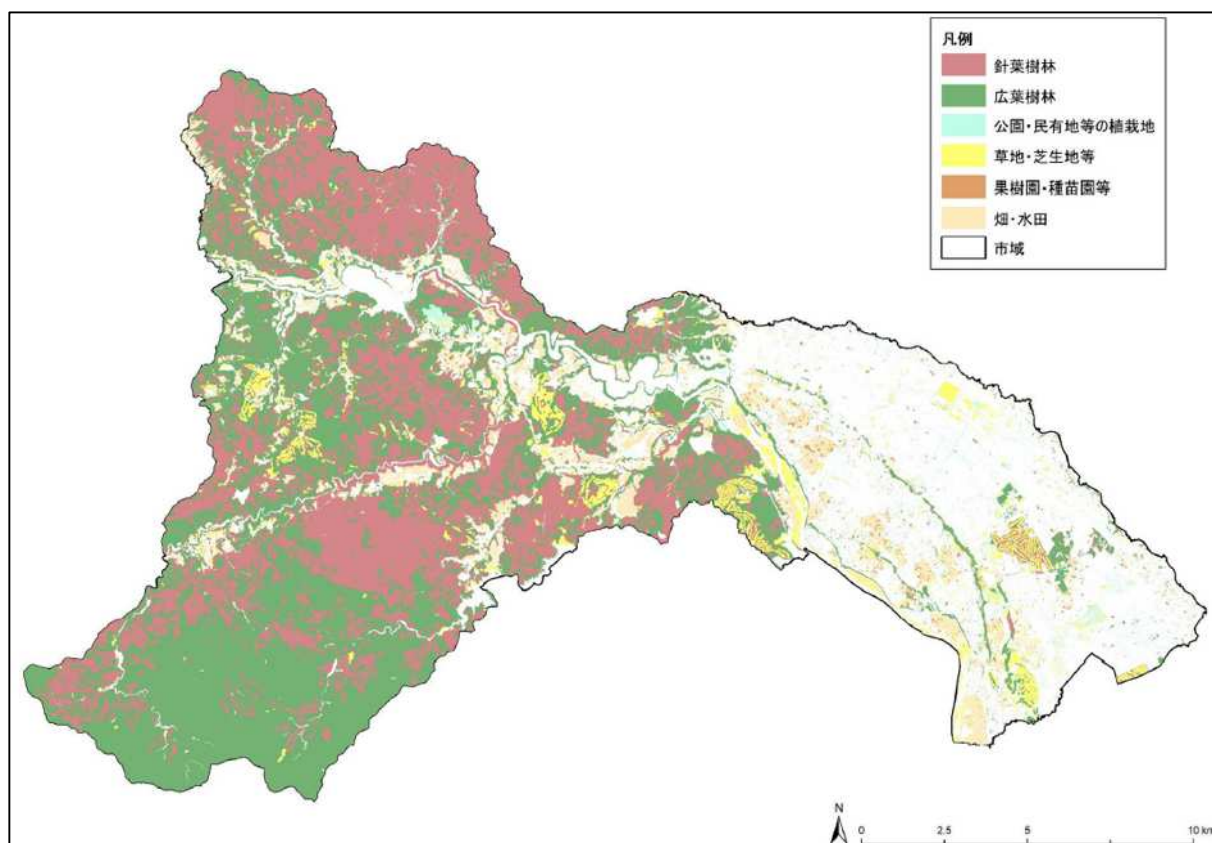 凡例
針葉樹林
広葉樹林
公園・民有地等の植栽地
草地・芝生地等
果樹園・種苗園等
畑・水田
市域
N
0 2.5 5 10 km